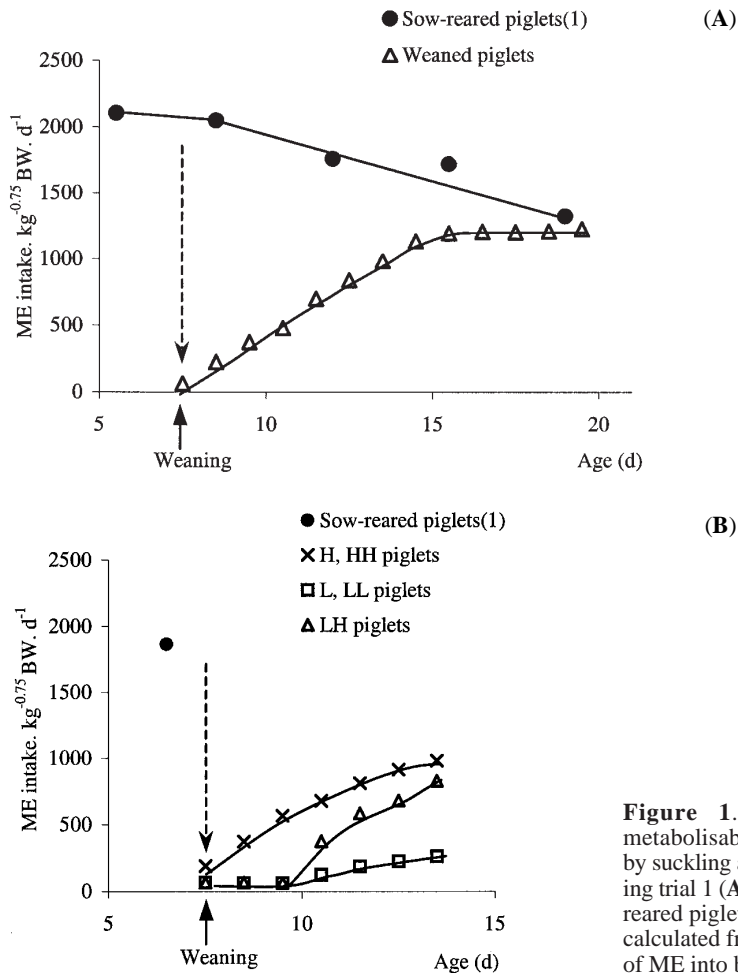 ● Sow-reared piglets(1)
(A)
△ Weaned piglets
2500
2000
1500
1000
500
0
ME intake. kg⁻⁰·⁷⁵ BW. d⁻¹
5
10
15
20
Weaning
Age (d)
● Sow-reared piglets(1)
(B)
× H, HH piglets
□ L, LL piglets
△ LH piglets
2500
2000
1500
1000
500
0
ME intake. kg⁻⁰·⁷⁵ BW. d⁻¹
5
10
15
Weaning
Age (d)
Figure 1.
metabolisab
by suckling
ing trial 1 (A
reared piglet
calculated fr
of ME into b